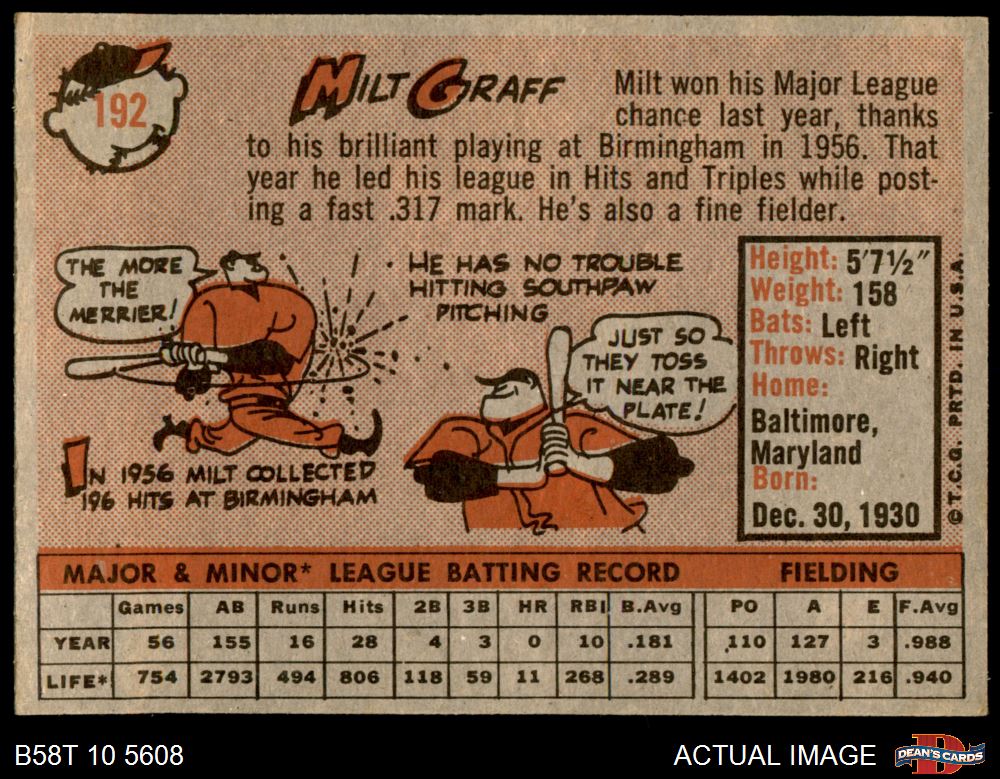 192
MILT GRAFF
Milt won his Major League
chance last year, thanks
to his brilliant playing at Birmingham in 1956. That
year he led his league in Hits and Triples while post-
ing a fast .317 mark. He's also a fine fielder.
THE MORE
THE
MERRIER!
HE HAS NO TROUBLE
HITTING SOUTHPAW
PITCHING
JUST SO
THEY TOSS
IT NEAR THE
PLATE!
IN 1956 MILT COLLECTED
196 HITS AT BIRMINGHAM
Height: 5'7½"
Weight: 158
Bats: Left
Throws: Right
Home:
Baltimore,
Maryland
Born:
Dec. 30, 1930
© T.C.G. PRTD. IN U.S.A.
MAJOR & MINOR* LEAGUE BATTING RECORD FIELDING
Games AB Runs Hits 2B 3B HR RBI B.Avg PO A E F.Avg
YEAR 56 155 16 28 4 3 0 10 .181 110 127 3 .988
LIFE* 754 2793 494 806 118 59 11 268 .289 1402 1980 216 .940
B58T 10 5608
ACTUAL IMAGE
D
DEAN'S CARDS